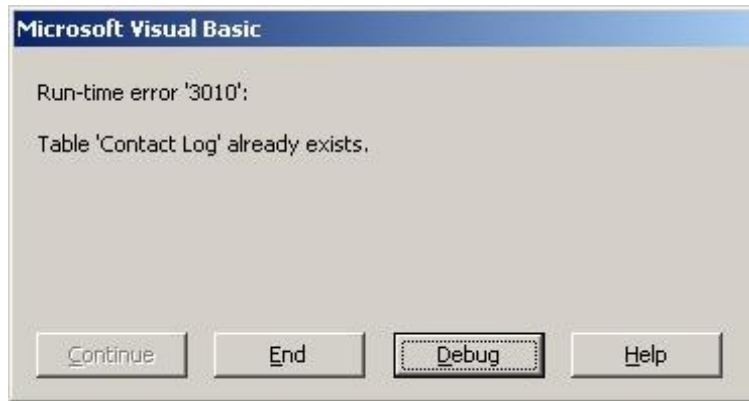 Microsoft Visual Basic
Run-time error '3010':
Table 'Contact Log' already exists.
Continue End Debug Help